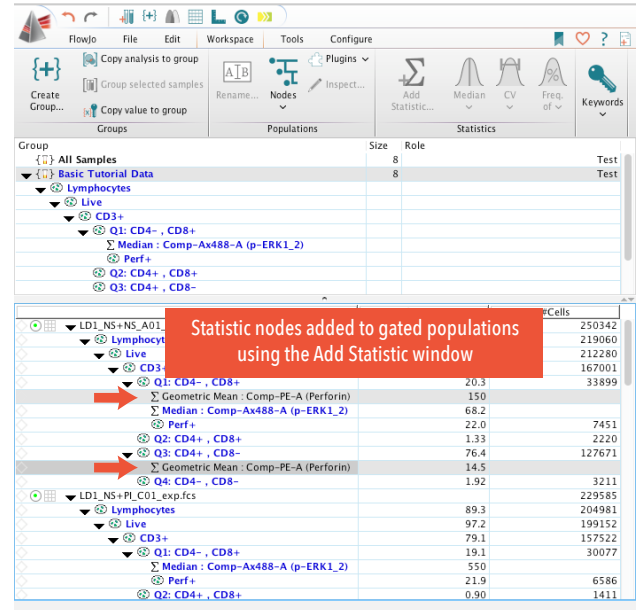 FlowJo File Edit Workspace Tools Configure ?
{+} Create Group... Copy analysis to group Group selected samples Copy value to group
Groups
Rename... Nodes Plugins Inspect...
Populations
Σ Add Statistic... Median CV Freq. of
Statistics
Keywords
Group Size Role
All Samples 8 Test
Basic Tutorial Data 8 Test
Lymphocytes
Live
CD3+
Q1: CD4- , CD8+
Σ Median : Comp-Ax488-A (p-ERK1_2)
Perf+
Q2: CD4+ , CD8+
Q3: CD4+ , CD8-
#Cells
Statistic nodes added to gated populations
using the Add Statistic window
LD1_NS+NS_A01_ 250342
Lymphocyt 219060
Live 212280
CD3+ 167001
Q1: CD4- , CD8+ 20.3 33899
Σ Geometric Mean : Comp-PE-A (Perforin) 150
Σ Median : Comp-Ax488-A (p-ERK1_2) 68.2
Perf+ 22.0 7451
Q2: CD4+ , CD8+ 1.33 2220
Q3: CD4+ , CD8- 76.4 127671
Σ Geometric Mean : Comp-PE-A (Perforin) 14.5
Q4: CD4- , CD8- 1.92 3211
LD1_NS+PI_C01_exp.fcs 229585
Lymphocytes 89.3 204981
Live 97.2 199152
CD3+ 79.1 157522
Q1: CD4- , CD8+ 19.1 30077
Σ Median : Comp-Ax488-A (p-ERK1_2) 550
Perf+ 21.9 6586
Q2: CD4+ , CD8+ 0.90 1411